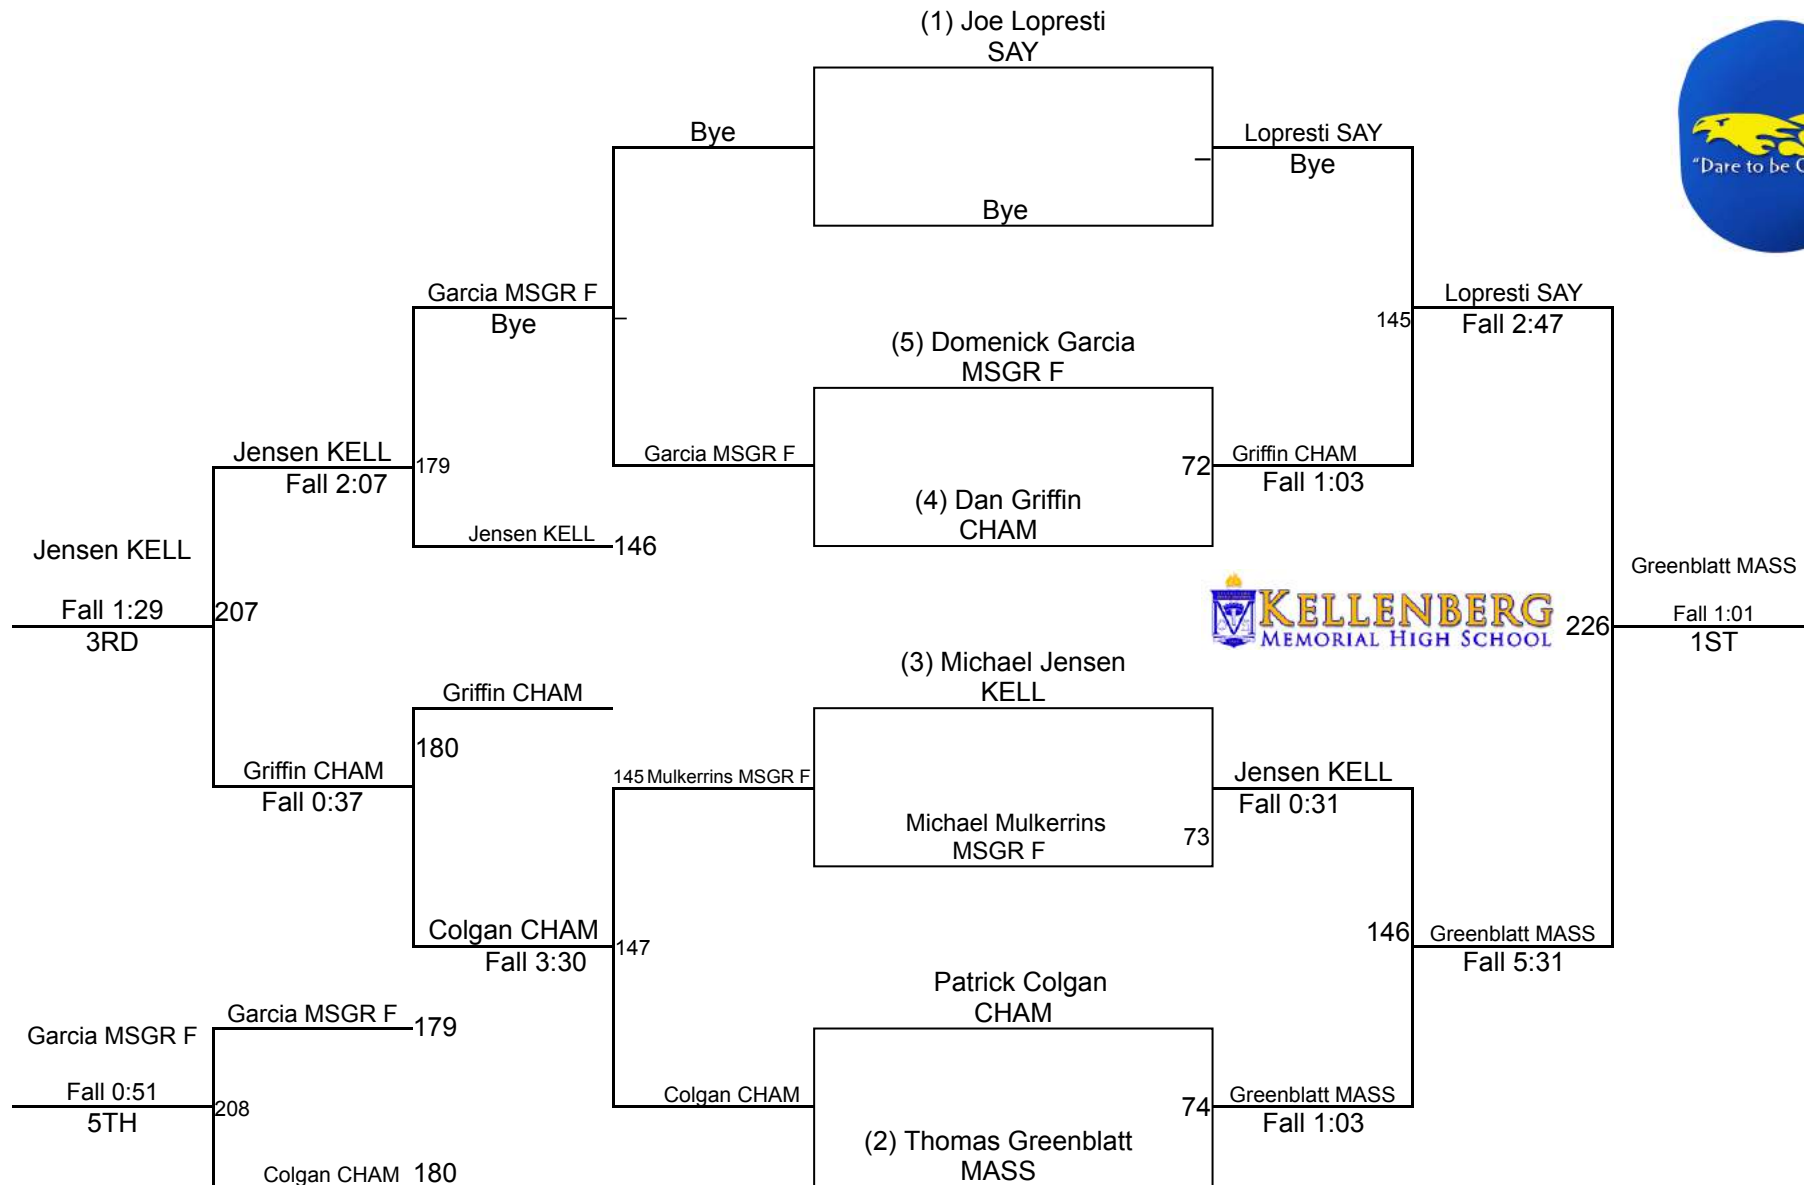 (1) Joe Lopresti
SAY
Bye
Lopresti SAY
Bye
Bye
"Dare to be
Garcia MSGR F
Bye
Lopresti SAY
145
Fall 2:47
(5) Domenick Garcia
MSGR F
Jensen KELL
179
Fall 2:07
Garcia MSGR F
72
Griffin CHAM
Fall 1:03
(4) Dan Griffin
CHAM
Jensen KELL
146
Jensen KELL
Fall 1:29
207
3RD
KELLENBERG
MEMORIAL HIGH SCHOOL
226
Greenblatt MASS
Fall 1:01
1ST
(3) Michael Jensen
KELL
Griffin CHAM
180
Griffin CHAM
Fall 0:37
145 Mulkerrins MSGR F
Jensen KELL
Fall 0:31
Michael Mulkerrins
MSGR F
73
Colgan CHAM
147
Fall 3:30
146
Greenblatt MASS
Fall 5:31
Patrick Colgan
CHAM
Garcia MSGR F
179
Garcia MSGR F
Fall 0:51
208
5TH
Colgan CHAM
74
Greenblatt MASS
Fall 1:03
(2) Thomas Greenblatt
MASS
Colgan CHAM
180